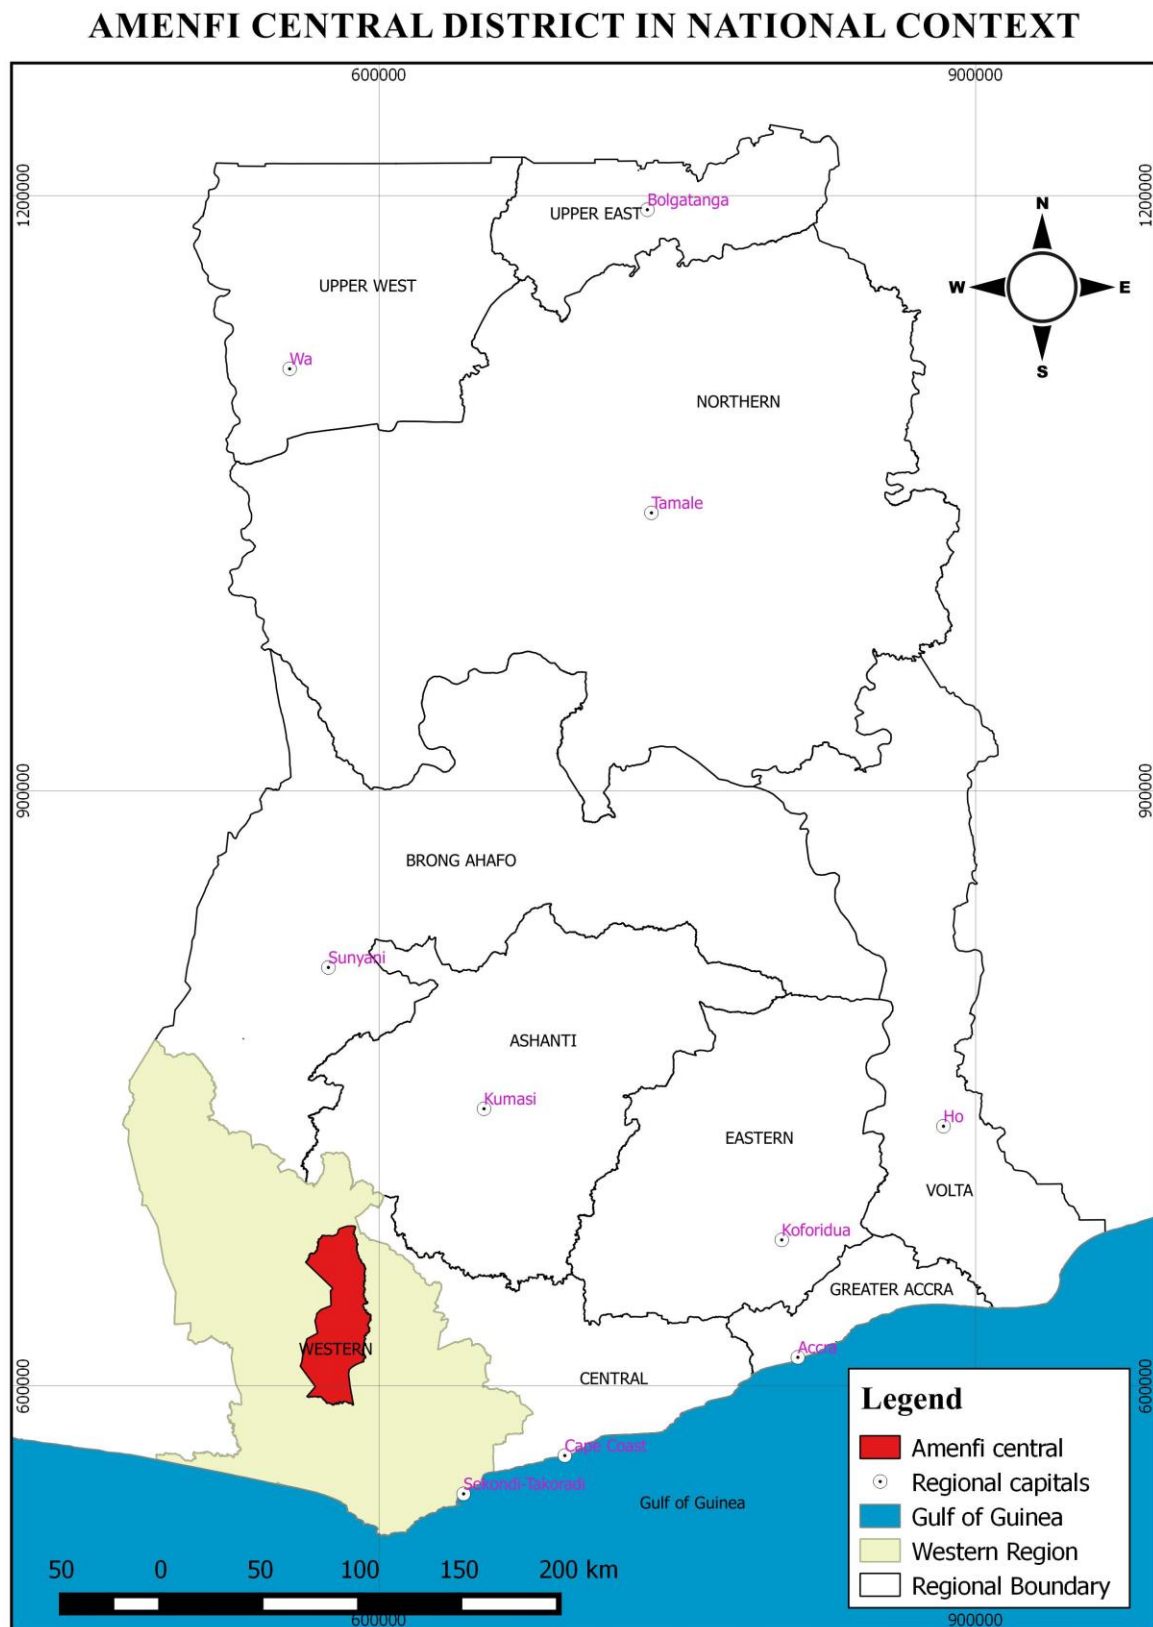 AMENFI CENTRAL DISTRICT IN NATIONAL CONTEXT
600000
900000
1200000
1200000
Bolgatanga
UPPER EAST
N
W
E
S
UPPER WEST
Wa
NORTHERN
Tamale
900000
900000
BRONG AHAFO
Sunyani
ASHANTI
Kumasi
EASTERN
Ho
VOLTA
Koforidua
GREATER ACCRA
WESTERN
Accra
CENTRAL
600000
600000
Cape Coast
Sekondi-Takoradi
Gulf of Guinea
Legend
Amenfi central
Regional capitals
Gulf of Guinea
Western Region
Regional Boundary
50 0 50 100 150 200 km
600000
900000